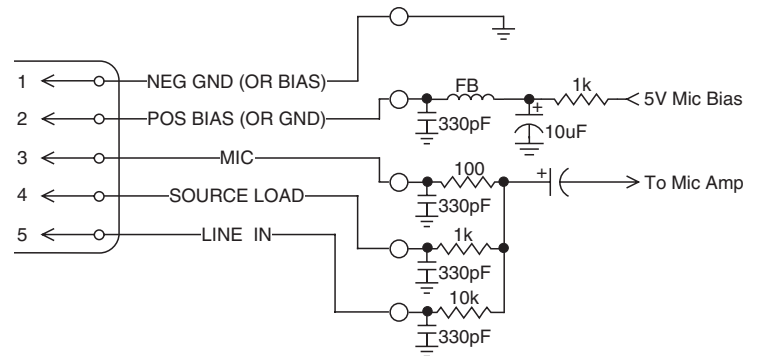 1 NEG GND (OR BIAS)
FB 1k
2 POS BIAS (OR GND) + 5V Mic Bias
330pF 10uF
3 MIC 100 + To Mic Amp
330pF
4 SOURCE LOAD 1k
330pF
5 LINE IN 10k
330pF